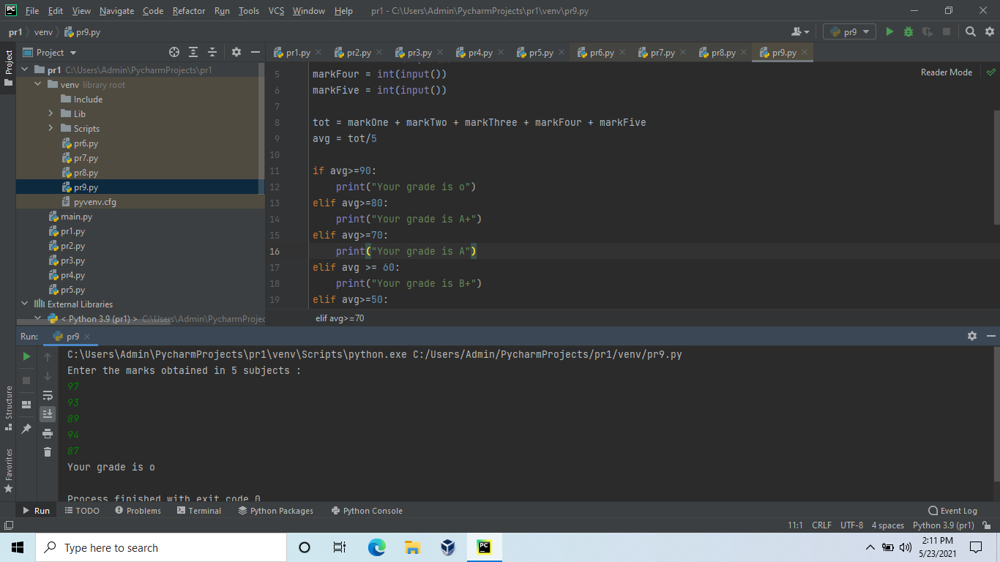 PC File Edit View Navigate Code Refactor Run Tools VCS Window Help pr1 - C:\Users\Admin\PycharmProjects\pr1\venv\pr9.py
pr1 venv pr9.py pr9
Project
Project
pr1.py pr2.py pr3.py pr4.py pr5.py pr6.py pr7.py pr8.py pr9.py
pr1 C:\Users\Admin\PycharmProjects\pr1
venv library root
Include
Lib
Scripts
pr6.py
pr7.py
pr8.py
pr9.py
pyvenv.cfg
main.py
pr1.py
pr2.py
pr3.py
pr4.py
pr5.py
External Libraries
< Python 3.9 (pr1) > C:\Users\Admin\PycharmProjec
Reader Mode
5 markFour = int(input())
6 markFive = int(input())
7
8 tot = markOne + markTwo + markThree + markFour + markFive
9 avg = tot/5
10
11 if avg>=90:
12 print("Your grade is o")
13 elif avg>=80:
14 print("Your grade is A+")
15 elif avg>=70:
16 print("Your grade is A")
17 elif avg >= 60:
18 print("Your grade is B+")
19 elif avg>=50:
elif avg>=70
Run: pr9
C:\Users\Admin\PycharmProjects\pr1\venv\Scripts\python.exe C:/Users/Admin/PycharmProjects/pr1/venv/pr9.py
Enter the marks obtained in 5 subjects :
97
93
89
94
87
Your grade is o
Process finished with exit code 0
Structure
Favorites
Run TODO Problems Terminal Python Packages Python Console Event Log
11:1 CRLF UTF-8 4 spaces Python 3.9 (pr1)
Type here to search
PC
2:11 PM
5/23/2021